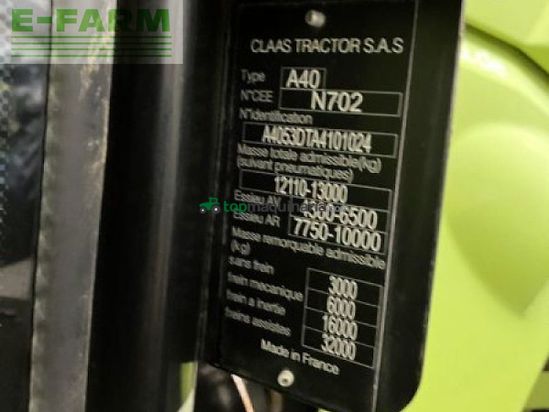 E-FARM
CLAAS TRACTOR S.A.S
Type A40
N°CEE N702
N°Identification
A4053DTA4101024
Masse totale admissible(kg)
(suivant pneumatiques)
12110-13000
Essieu AV 4360-6500
Essieu AR 7750-10000
Masse remorquable admissible
(kg)
sans frein 3000
frein mecanique 6000
frein a inertie 16000
freins assistes 32000
Made in France